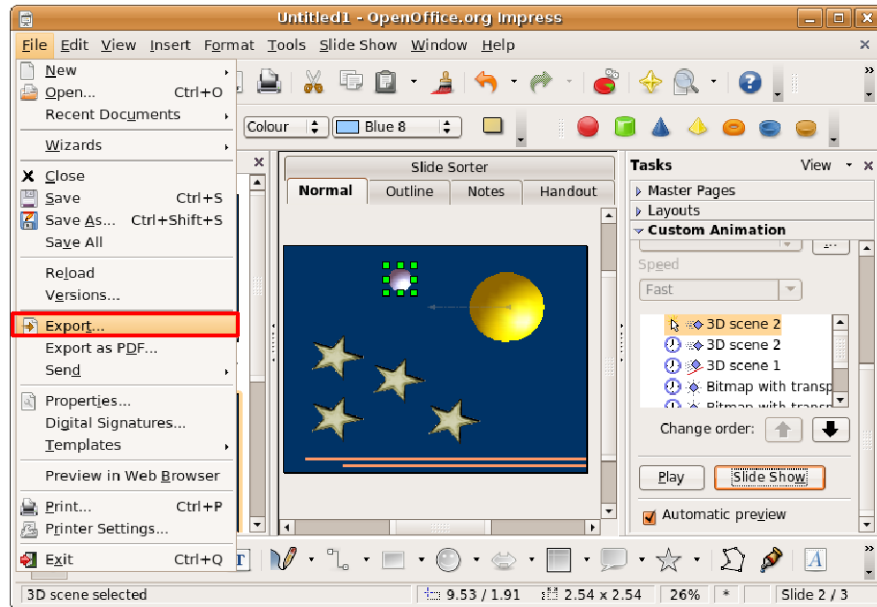 Untitled1 - OpenOffice.org Impress
File Edit View Insert Format Tools Slide Show Window Help
New
Open... Ctrl+O
Recent Documents
Wizards
Close
Save Ctrl+S
Save As... Ctrl+Shift+S
Save All
Reload
Versions...
Export...
Export as PDF...
Send
Properties...
Digital Signatures...
Templates
Preview in Web Browser
Print... Ctrl+P
Printer Settings...
Exit Ctrl+Q
Colour Blue 8
Slide Sorter
Normal Outline Notes Handout
Tasks View
Master Pages
Layouts
Custom Animation
Speed
Fast
3D scene 2
3D scene 2
3D scene 1
Bitmap with transp
Bitmap with transp
Change order:
Play Slide Show
Automatic preview
T A
3D scene selected 9.53 / 1.91 2.54 x 2.54 26% * Slide 2 / 3